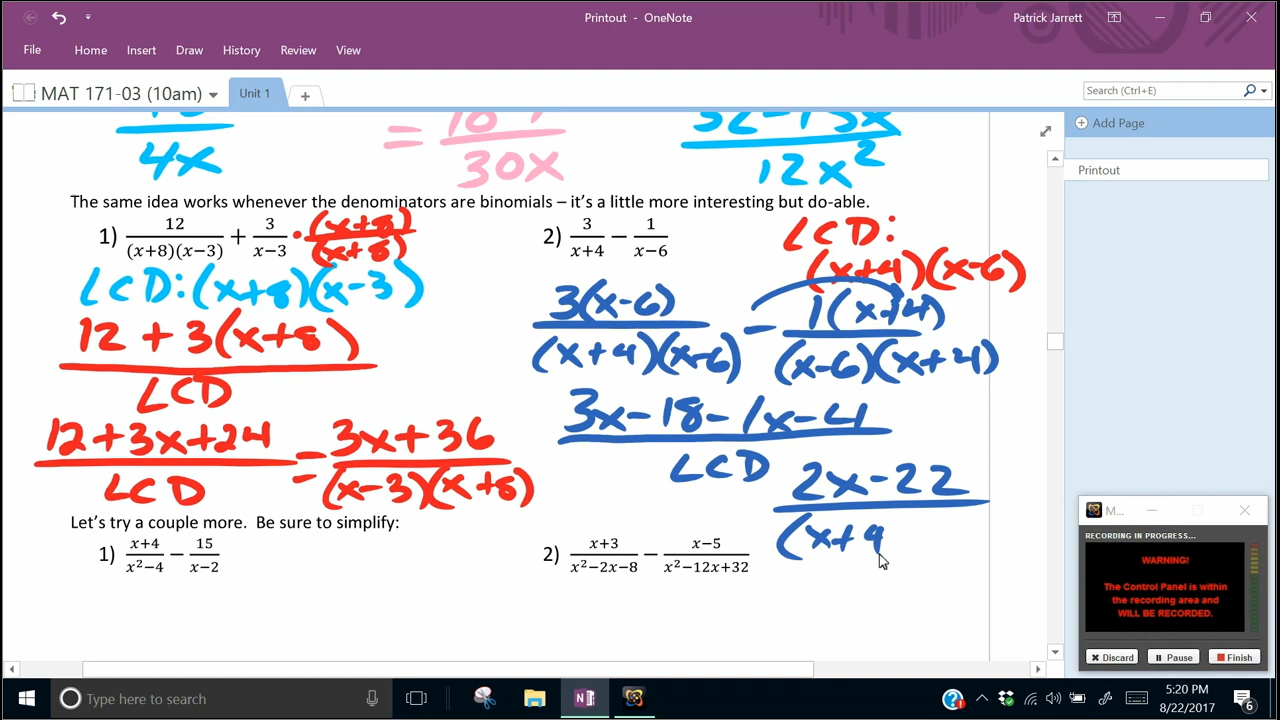 Printout - OneNote
Patrick Jarrett
File Home Insert Draw History Review View
MAT 171-03 (10am)
Unit 1
+
Search (Ctrl+E)
Add Page
Printout
4x
=
30x
12x²
The same idea works whenever the denominators are binomials – it's a little more interesting but do-able.
1) 12/((x+8)(x−3)) + 3/(x−3) • (x+8)/(x+8)
LCD: (x+8)(x-3)
12 + 3(x+8)
LCD
12+3x+24 / LCD = 3x+36 / (x-3)(x+8)
2) 3/(x+4) − 1/(x−6)
LCD:
(x+4)(x-6)
3(x-6) / (x+4)(x-6) - 1(x+4) / (x-6)(x+4)
3x-18-1x-4
LCD
2x-22
(x+4
Let's try a couple more. Be sure to simplify:
1) (x+4)/(x²−4) − 15/(x−2)
2) (x+3)/(x²−2x−8) − (x−5)/(x²−12x+32)
M...
RECORDING IN PROGRESS...
WARNING!
The Control Panel is within
the recording area and
WILL BE RECORDED.
Discard Pause Finish
Type here to search
5:20 PM
8/22/2017
6